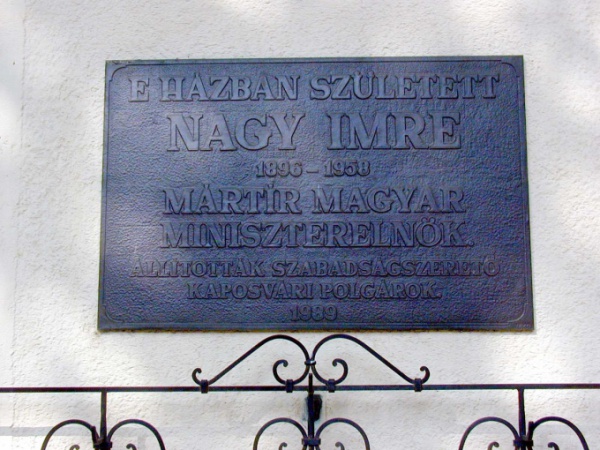 E HÁZBAN SZÜLETETT
NAGY IMRE
1896-1958
MÁRTÍR MAGYAR
MINISZTERELNÖK.
ÁLLÍTOTTÁK SZABADSÁGSZERETŐ
KAPOSVÁRI POLGÁROK.
1989